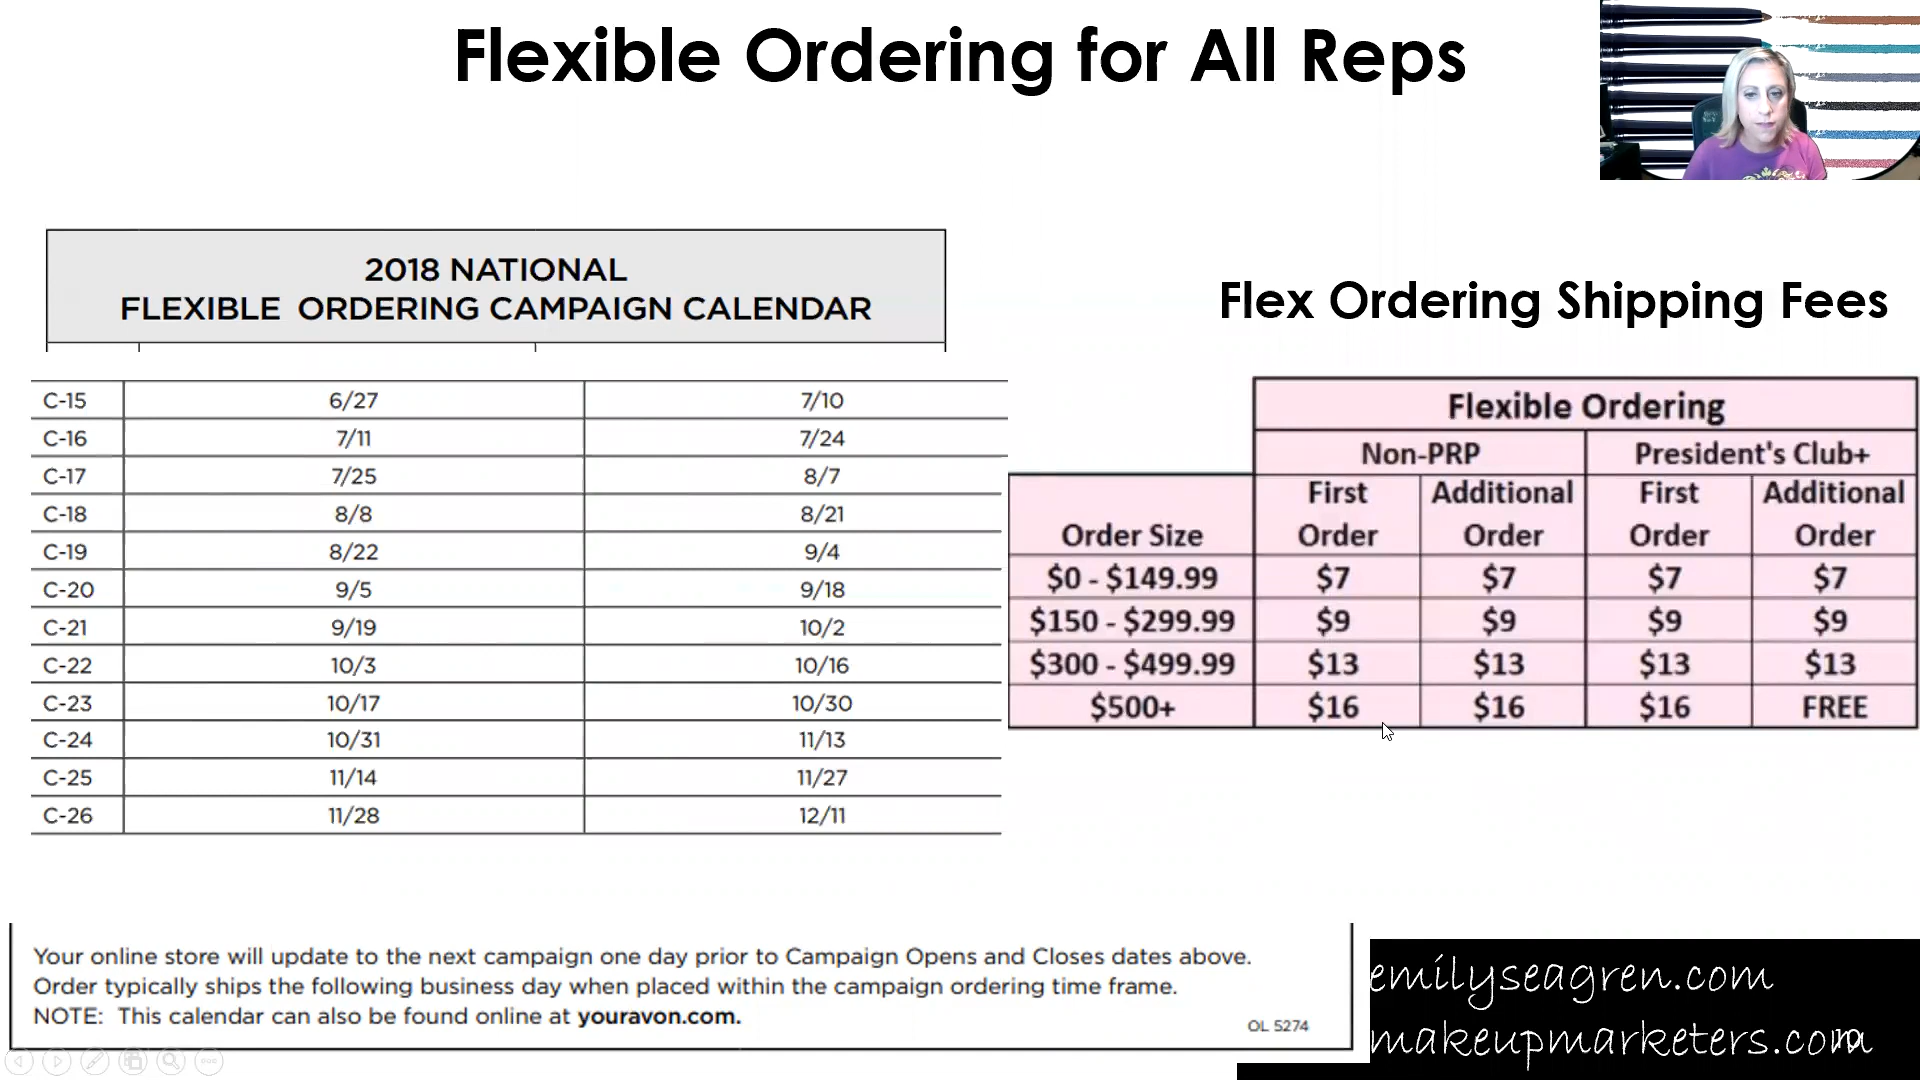 Flexible Ordering for All Reps
2018 NATIONAL
FLEXIBLE ORDERING CAMPAIGN CALENDAR
C-15 6/27 7/10
C-16 7/11 7/24
C-17 7/25 8/7
C-18 8/8 8/21
C-19 8/22 9/4
C-20 9/5 9/18
C-21 9/19 10/2
C-22 10/3 10/16
C-23 10/17 10/30
C-24 10/31 11/13
C-25 11/14 11/27
C-26 11/28 12/11
Flex Ordering Shipping Fees
Flexible Ordering
Non-PRP President's Club+
First Additional First Additional
Order Size Order Order Order Order
$0 - $149.99 $7 $7 $7 $7
$150 - $299.99 $9 $9 $9 $9
$300 - $499.99 $13 $13 $13 $13
$500+ $16 $16 $16 FREE
Your online store will update to the next campaign one day prior to Campaign Opens and Closes dates above.
Order typically ships the following business day when placed within the campaign ordering time frame.
NOTE: This calendar can also be found online at youravon.com.
OL 5274
emilyseagren.com
makeupmarketers.com